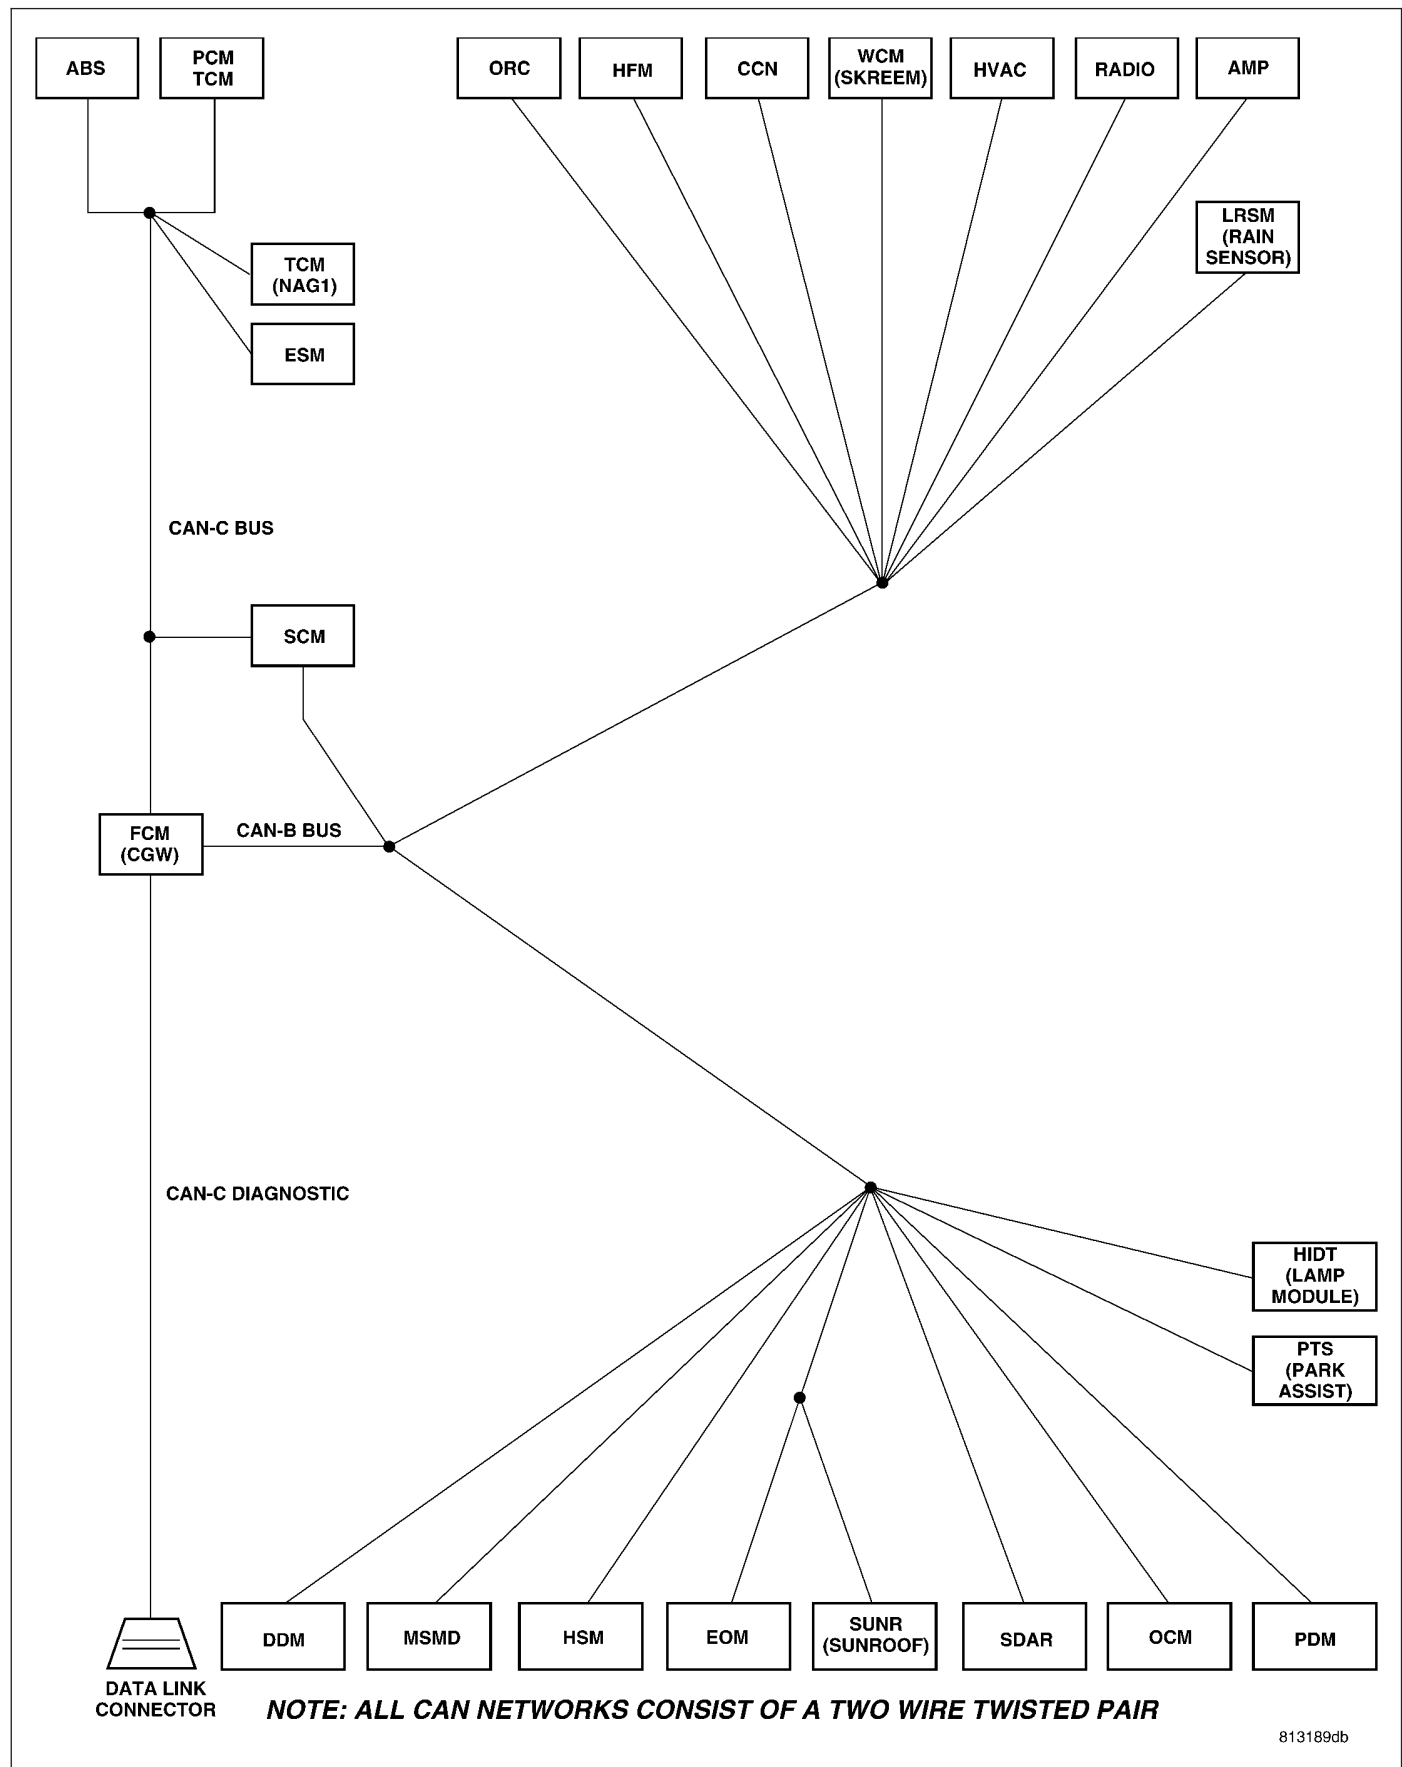 ABS
PCM
TCM
ORC
HFM
CCN
WCM
(SKREEM)
HVAC
RADIO
AMP
LRSM
(RAIN
SENSOR)
TCM
(NAG1)
ESM
CAN-C BUS
SCM
FCM
(CGW)
CAN-B BUS
CAN-C DIAGNOSTIC
HIDT
(LAMP
MODULE)
PTS
(PARK
ASSIST)
DDM
MSMD
HSM
EOM
SUNR
(SUNROOF)
SDAR
OCM
PDM
DATA LINK
CONNECTOR
NOTE: ALL CAN NETWORKS CONSIST OF A TWO WIRE TWISTED PAIR
813189db